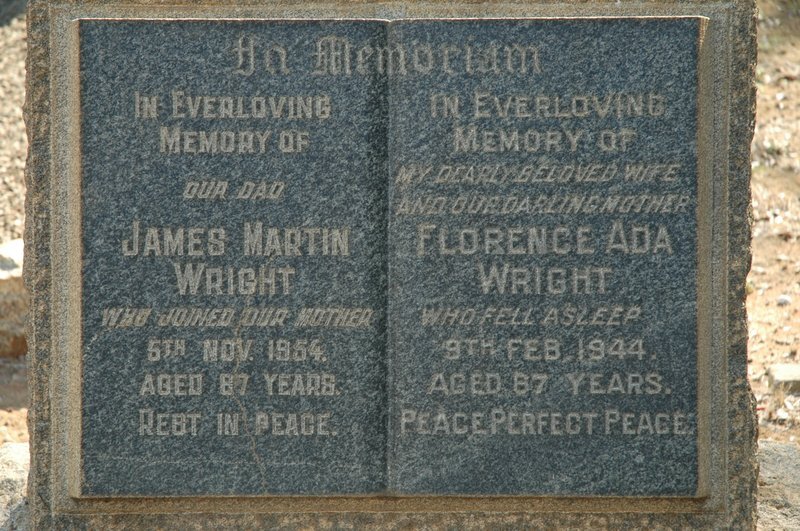 In Memoriam
IN EVERLOVING
MEMORY OF
OUR DAD
JAMES MARTIN
WRIGHT
WHO JOINED OUR MOTHER
5TH NOV. 1954.
AGED 67 YEARS.
REST IN PEACE.
IN EVERLOVING
MEMORY OF
MY DEARLY BELOVED WIFE
AND OUR DARLING MOTHER
FLORENCE ADA
WRIGHT
WHO FELL ASLEEP
9TH FEB. 1944.
AGED 67 YEARS.
PEACE PERFECT PEACE.